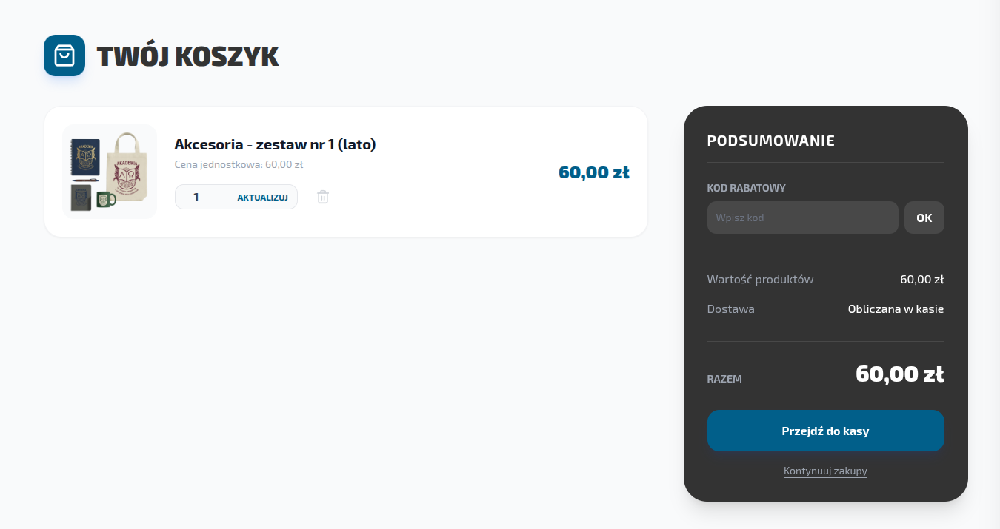 TWÓJ KOSZYK
AKADEMIA
AKADEMIA
Akcesoria - zestaw nr 1 (lato)
Cena jednostkowa: 60,00 zł
1
AKTUALIZUJ
60,00 zł
PODSUMOWANIE
KOD RABATOWY
Wpisz kod
OK
Wartość produktów 60,00 zł
Dostawa Obliczana w kasie
RAZEM 60,00 zł
Przejdź do kasy
Kontynuuj zakupy